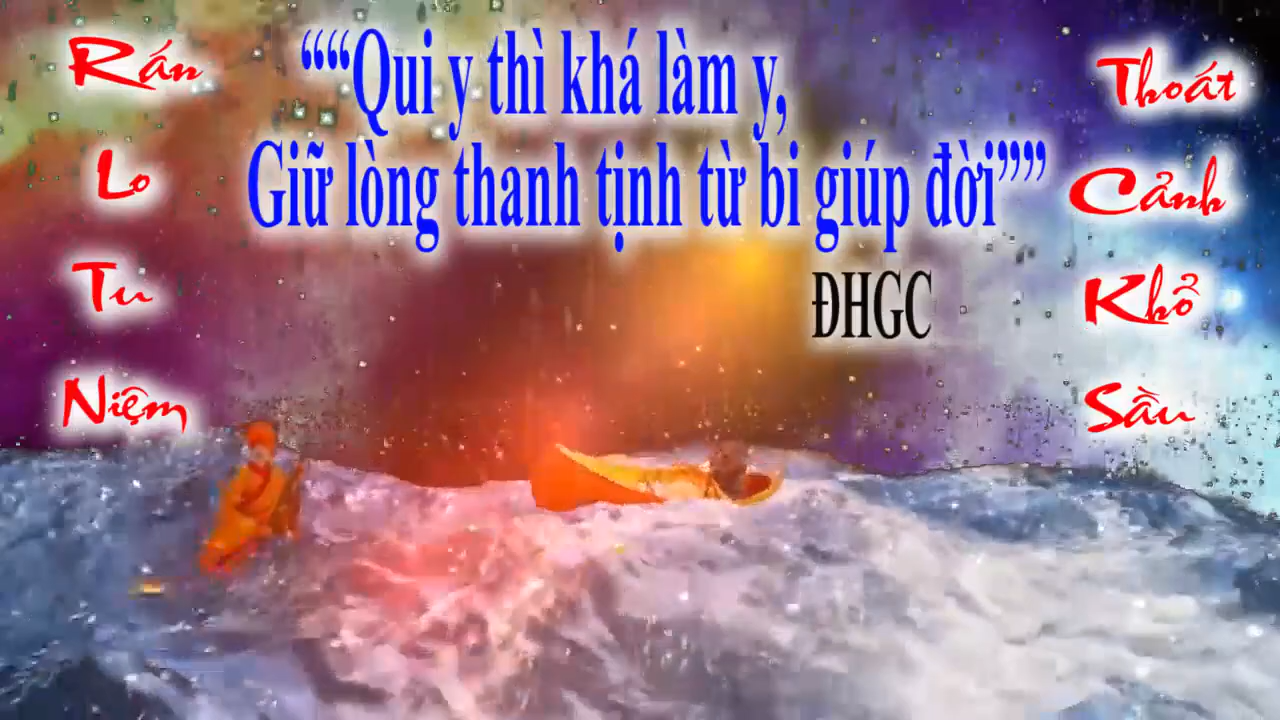 Rán
Lo
Tu
Niệm
““Qui y thì khá làm y,
Giữ lòng thanh tịnh từ bi giúp đời””
ĐHGC
Thoát
Cảnh
Khổ
Sầu